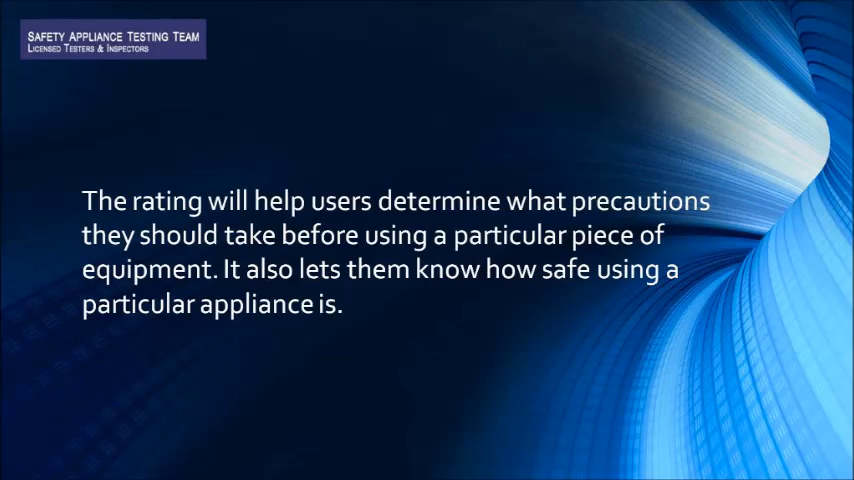 SAFETY APPLIANCE TESTING TEAM
LICENSED TESTERS & INSPECTORS
The rating will help users determine what precautions
they should take before using a particular piece of
equipment. It also lets them know how safe using a
particular appliance is.